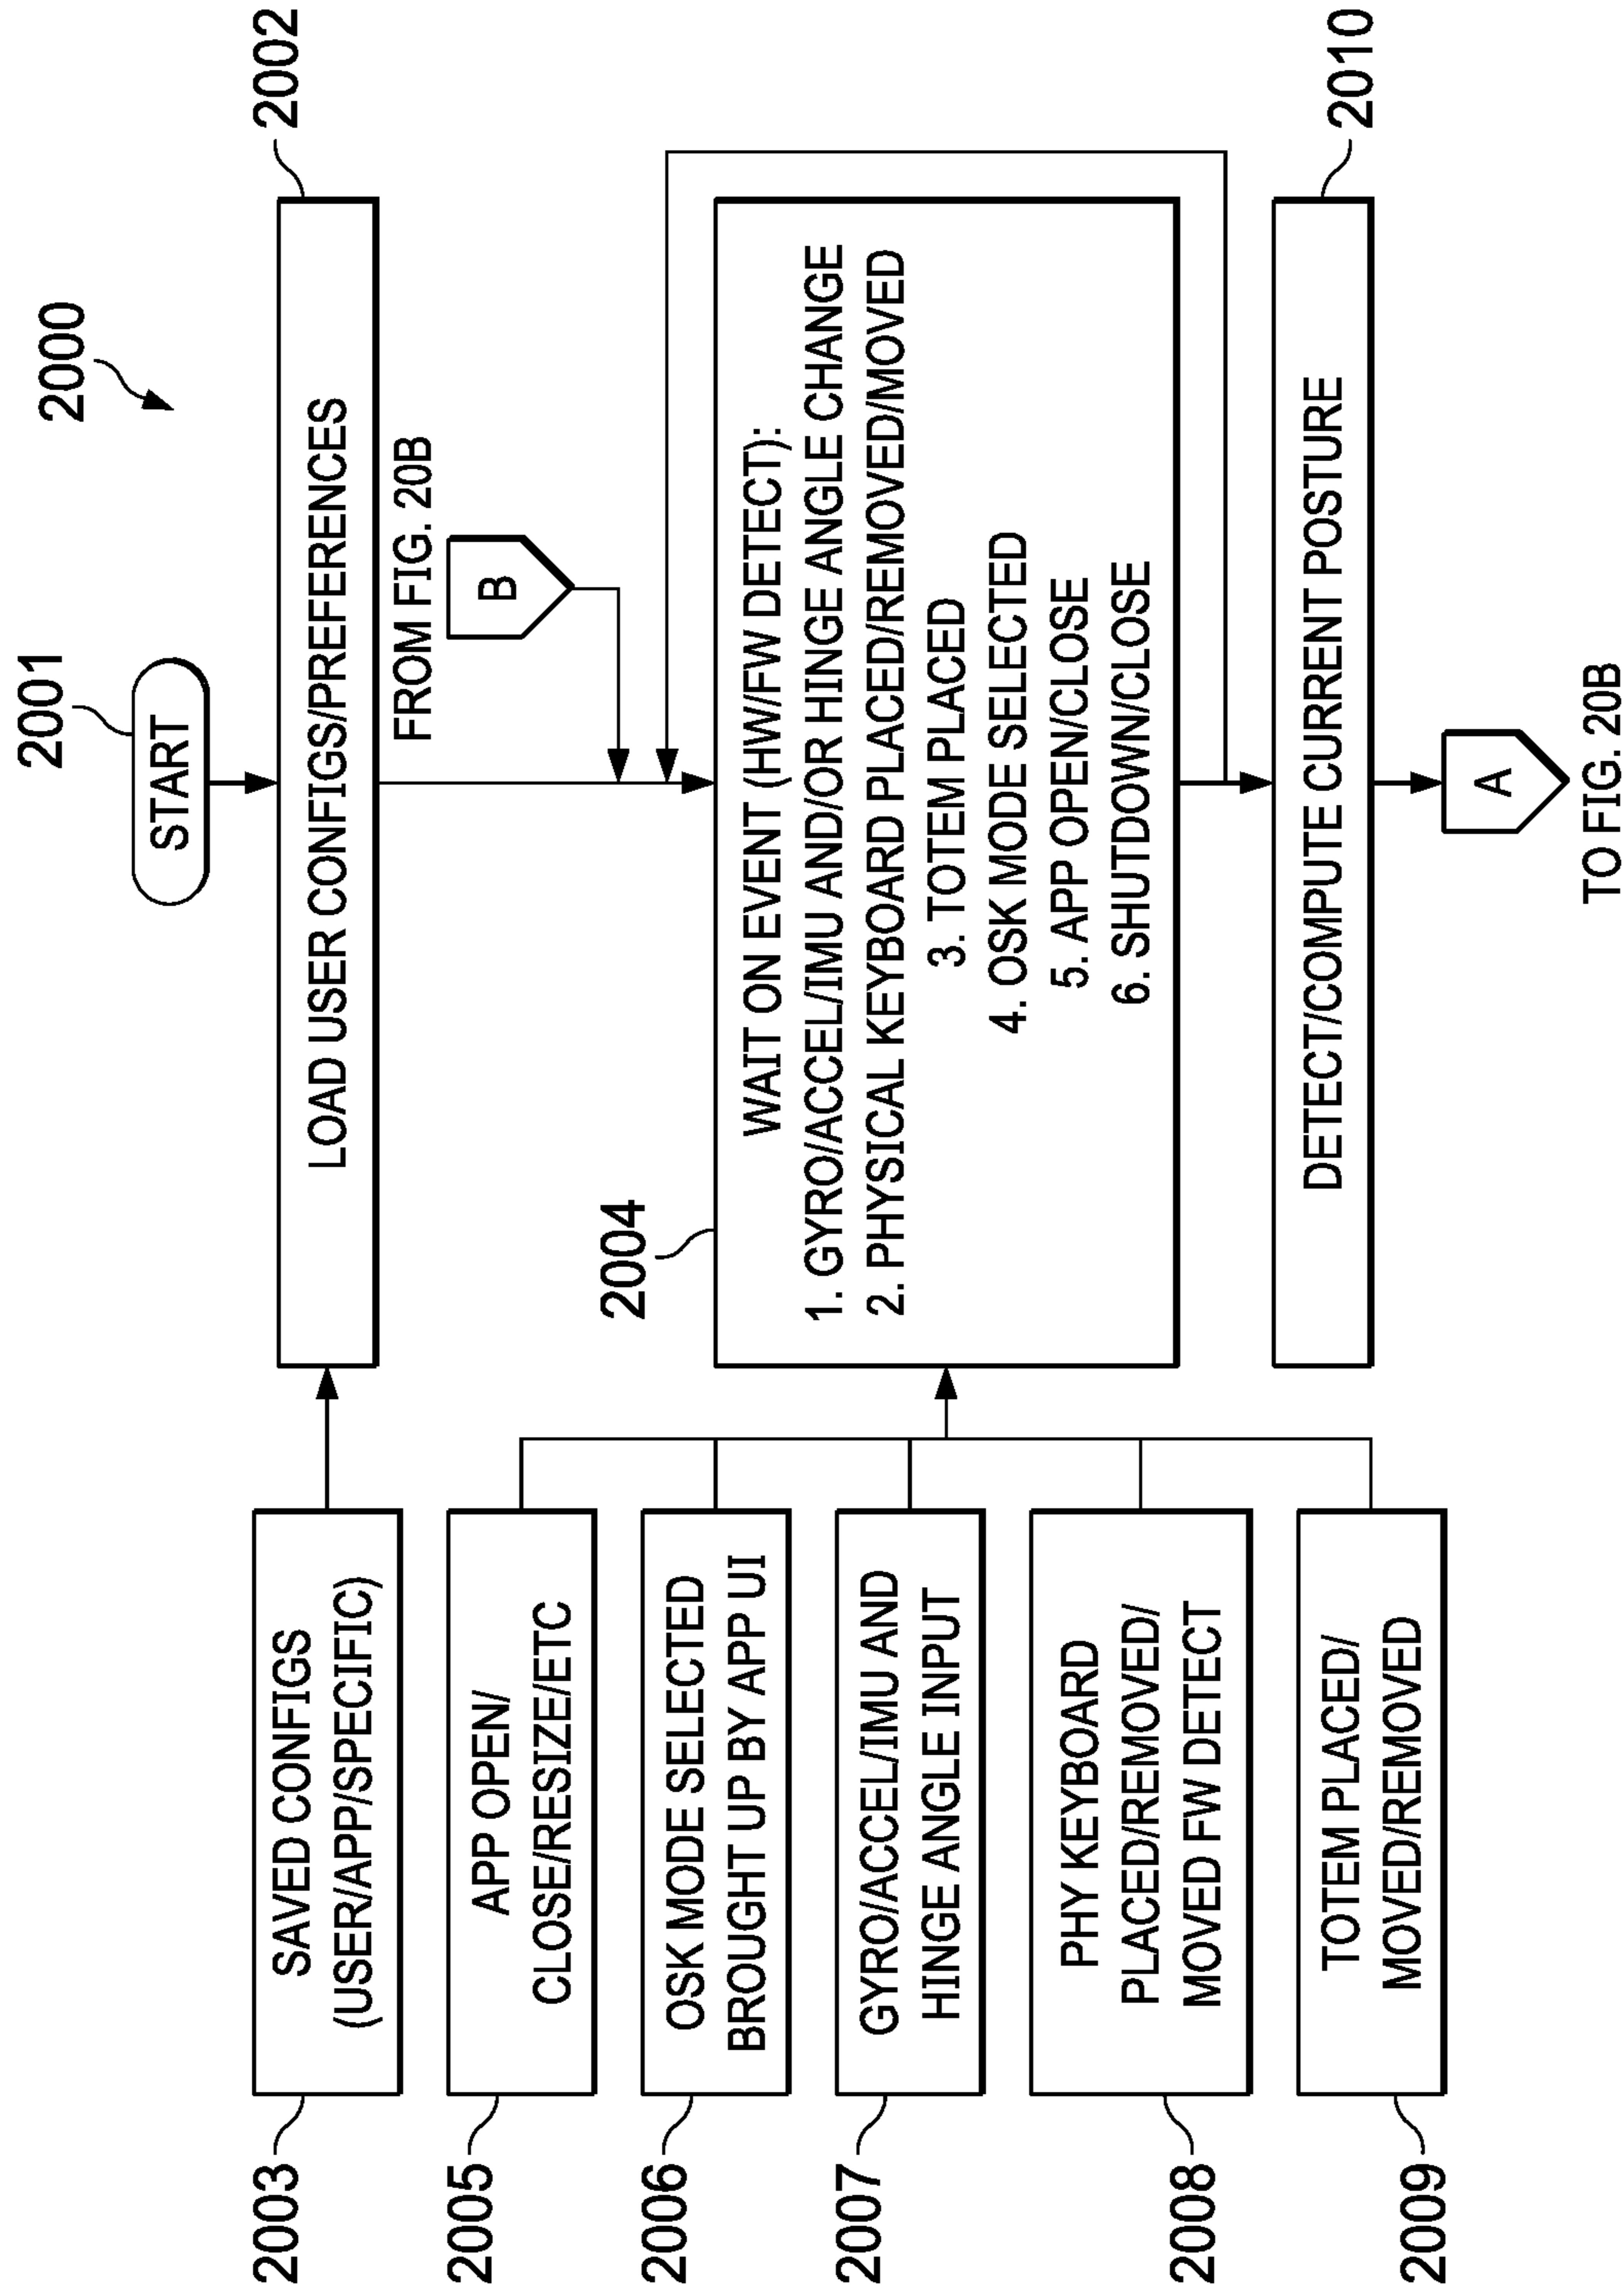 2000
2001
START
2002
LOAD USER CONFIGS/PREFERENCES
2003
SAVED CONFIGS
(USER/APP/SPECIFIC)
FROM FIG. 20B
B
2004
WAIT ON EVENT (HW/FW DETECT):
1. GYRO/ACCEL/IMU AND/OR HINGE ANGLE CHANGE
2. PHYSICAL KEYBOARD PLACED/REMOVED/MOVED
3. TOTEM PLACED
4. OSK MODE SELECTED
5. APP OPEN/CLOSE
6. SHUTDOWN/CLOSE
2005
APP OPEN/
CLOSE/RESIZE/ETC
2006
OSK MODE SELECTED
BROUGHT UP BY APP UI
2007
GYRO/ACCEL/IMU AND
HINGE ANGLE INPUT
2008
PHY KEYBOARD
PLACED/REMOVED/
MOVED FW DETECT
2009
TOTEM PLACED/
MOVED/REMOVED
2010
DETECT/COMPUTE CURRENT POSTURE
A
TO FIG. 20B